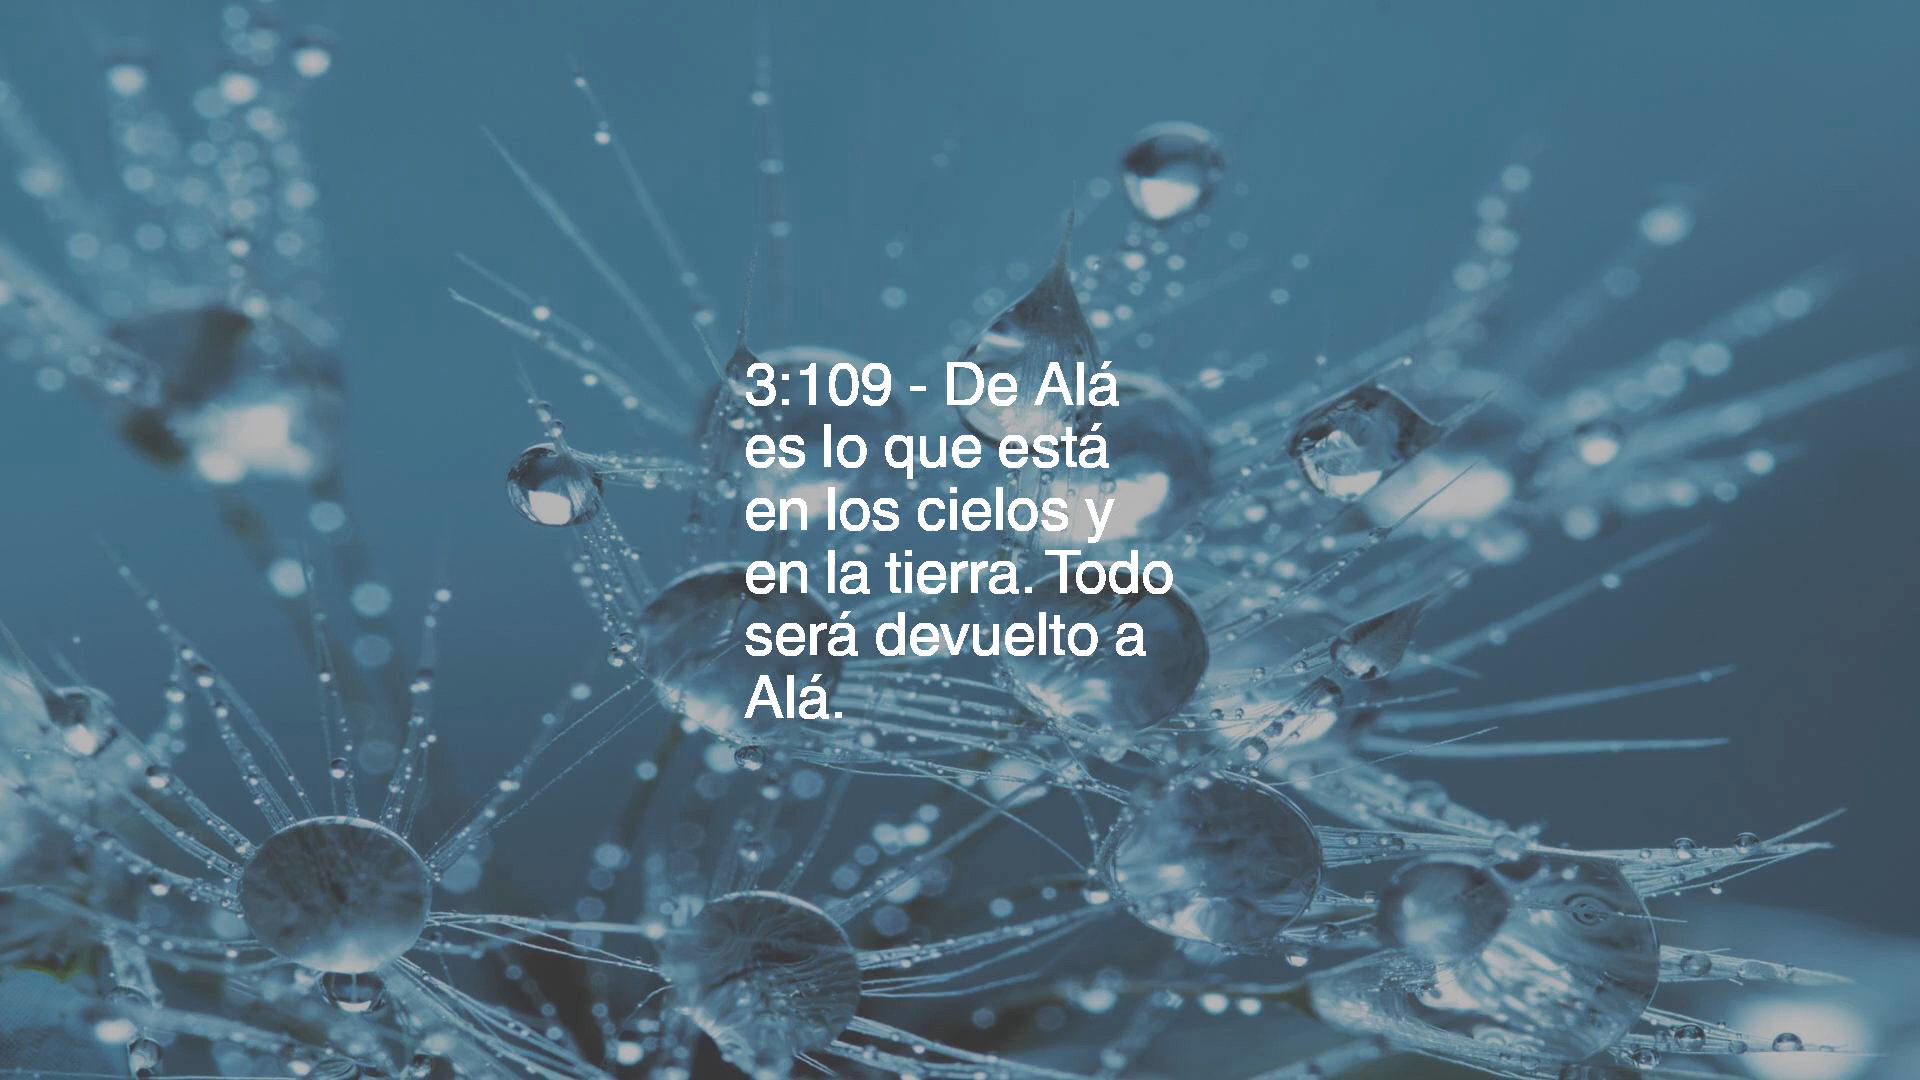 3:109 - De Alá
es lo que está
en los cielos y
en la tierra. Todo
será devuelto a
Alá.